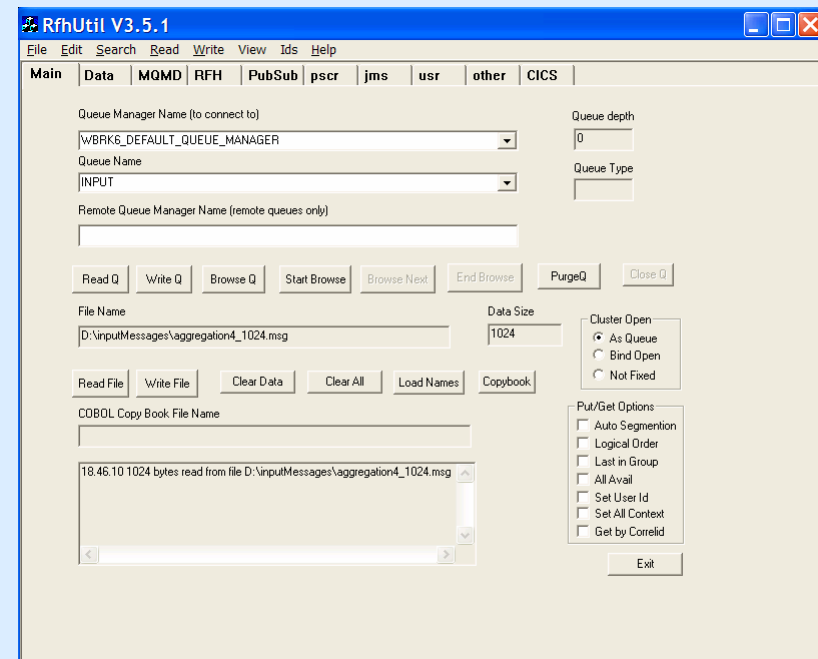 RfhUtil V3.5.1
File Edit Search Read Write View Ids Help
Main Data MQMD RFH PubSub pscr jms usr other CICS
Queue Manager Name (to connect to)
Queue depth
WBRK6_DEFAULT_QUEUE_MANAGER
0
Queue Name
Queue Type
INPUT
Remote Queue Manager Name (remote queues only)
Read Q Write Q Browse Q Start Browse Browse Next End Browse PurgeQ Close Q
File Name
Data Size
D:\inputMessages\aggregation4_1024.msg
1024
Cluster Open
As Queue
Bind Open
Not Fixed
Read File Write File Clear Data Clear All Load Names Copybook
COBOL Copy Book File Name
Put/Get Options
Auto Segmention
Logical Order
Last in Group
All Avail
Set User Id
Set All Context
Get by Correlid
18.46.10 1024 bytes read from file D:\inputMessages\aggregation4_1024.msg
Exit